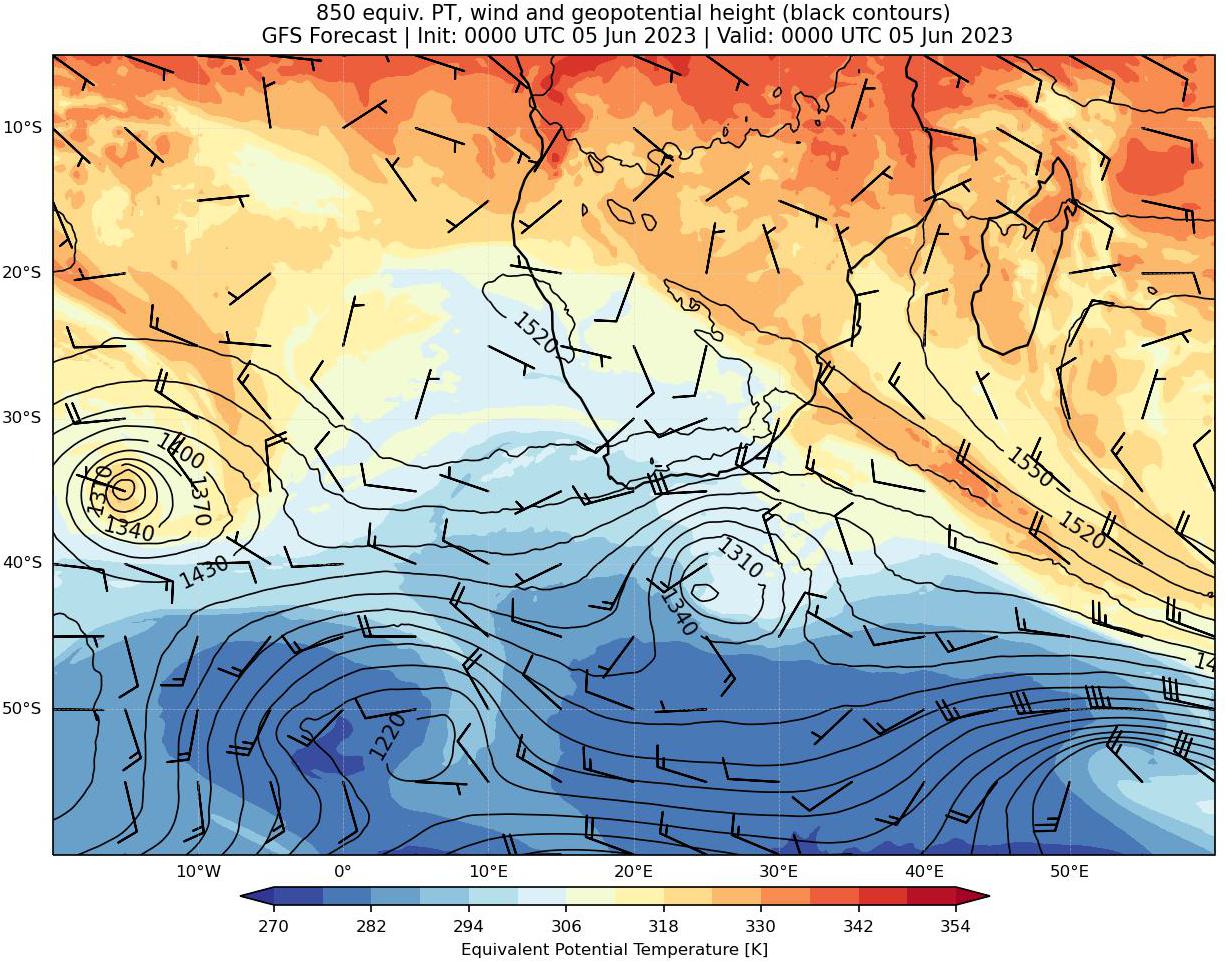 850 equiv. PT, wind and geopotential height (black contours)
GFS Forecast | Init: 0000 UTC 05 Jun 2023 | Valid: 0000 UTC 05 Jun 2023
10°S
20°S
1520
30°S
1400
1370
1310
1340
1550
1520
40°S
1430
1310
1340
14
50°S
1220
10°W
0°
10°E
20°E
30°E
40°E
50°E
270
282
294
306
318
330
342
354
Equivalent Potential Temperature [K]